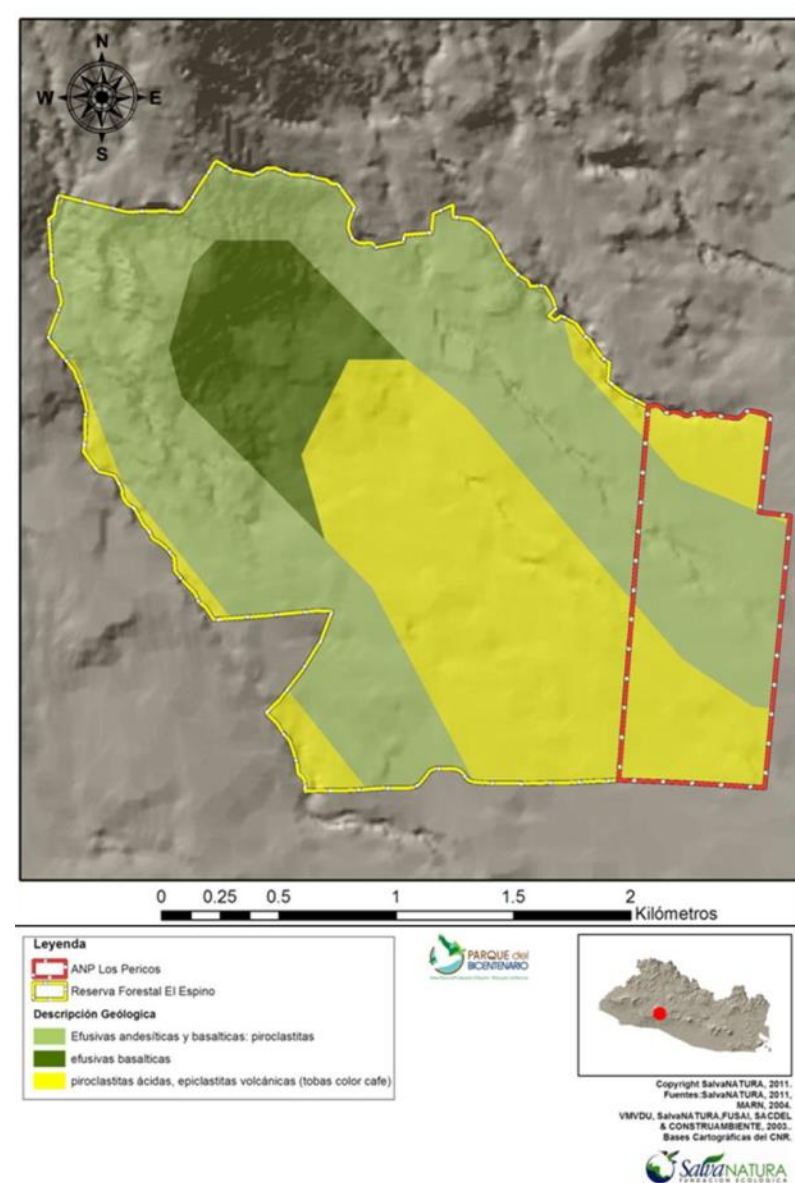 N
W E
S
0 0.25 0.5 1 1.5 2
Kilómetros
Leyenda
ANP Los Pericos
Reserva Forestal El Espino
Descripción Geológica
Efusivas andesíticas y basalticas: piroclastitas
efusivas basalticas
piroclastitas ácidas, epiclastitas volcánicas (tobas color cafe)
PARQUE del
BICENTENARIO
Copyright SalvaNATURA, 2011.
Fuentes:SalvaNATURA, 2011,
MARN, 2004.
VMVDU, SalvaNATURA,FUSAI, SACDEL
& CONSTRUAMBIENTE, 2003..
Bases Cartográficas del CNR.
SalvaNATURA
FUNDACIÓN ECOLÓGICA